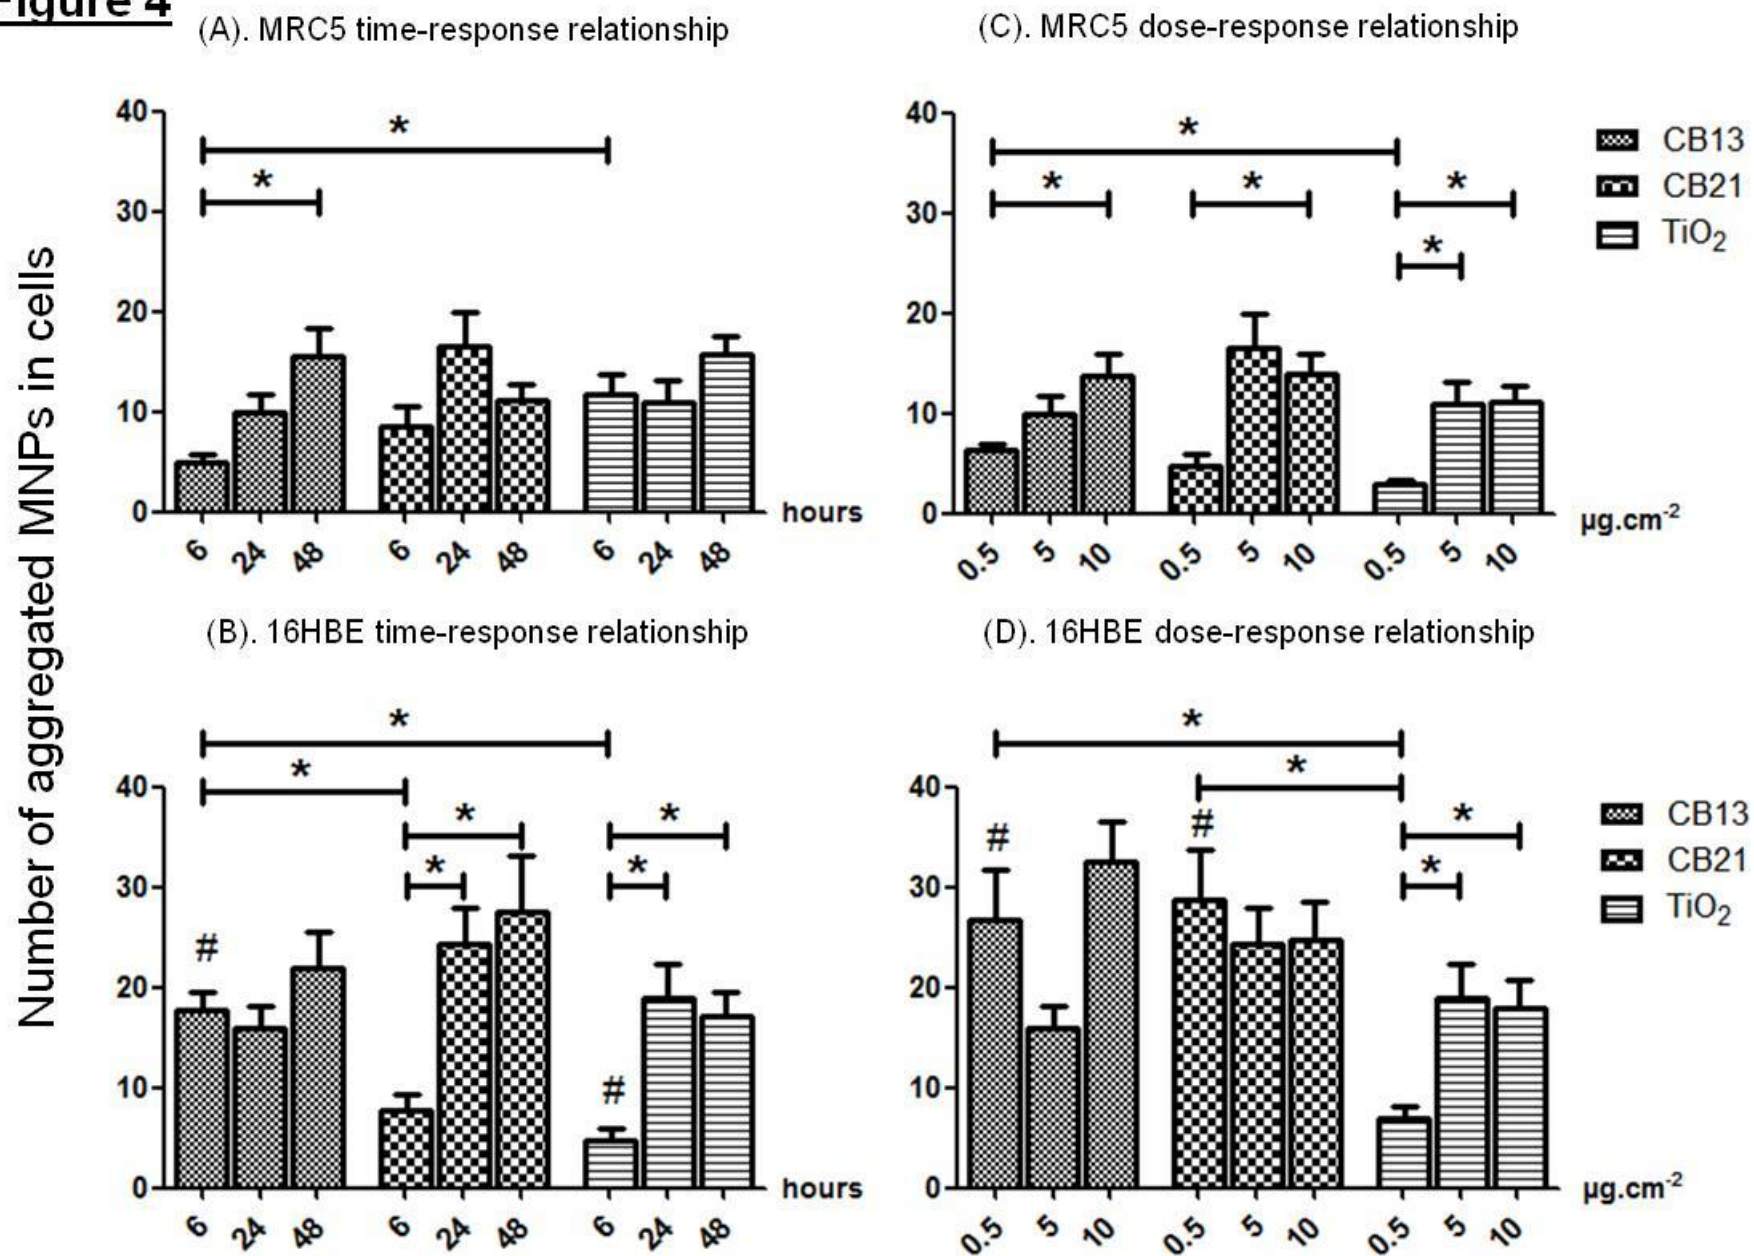 Figure 4
(A). MRC5 time-response relationship
(C). MRC5 dose-response relationship
Number of aggregated MNPs in cells
40
*
30
*
20
10
0
6 24 48 6 24 48 6 24 48
hours
40
*
30
* * *
*
20
10
0
0.5 5 10 0.5 5 10 0.5 5 10
µg.cm-2
CB13
CB21
TiO2
(B). 16HBE time-response relationship
(D). 16HBE dose-response relationship
*
*
40
* *
* *
30
#
20
10
#
0
6 24 48 6 24 48 6 24 48
hours
*
*
40
# # *
*
30
20
10
0
0.5 5 10 0.5 5 10 0.5 5 10
µg.cm-2
CB13
CB21
TiO2